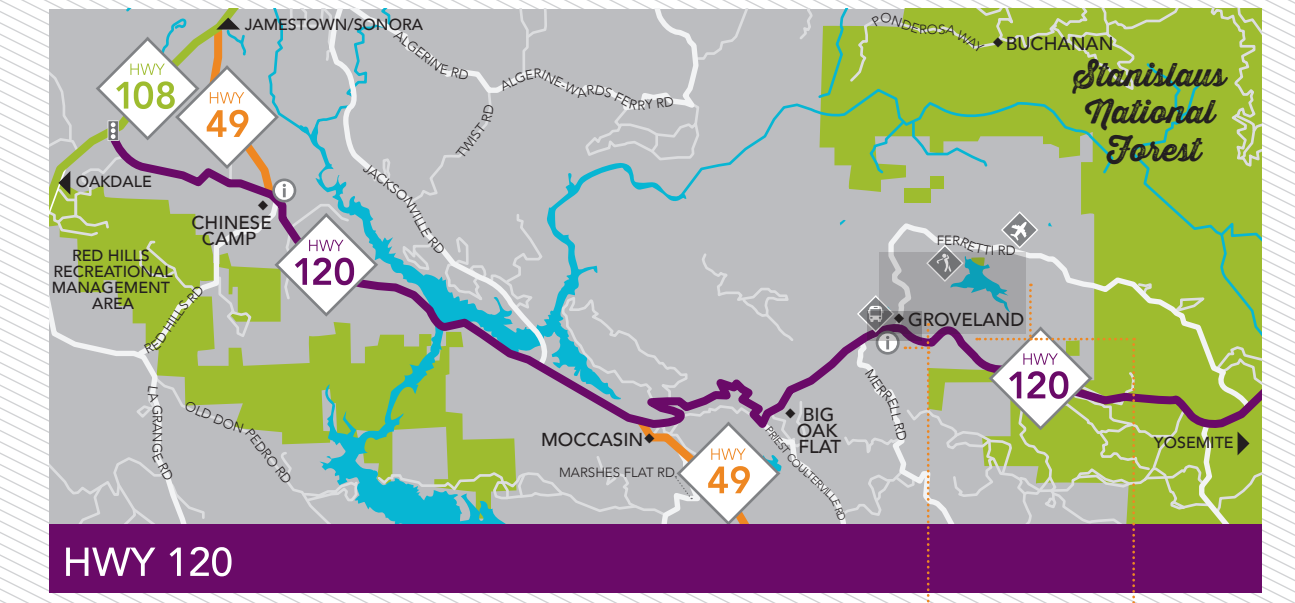 JAMESTOWN/SONORA
PONDEROSA WAY
BUCHANAN
ALGERINE RD
ALGERINE-WARDS FERRY RD
Stanislaus
National
Forest
HWY
108
HWY
49
TWIST RD
OAKDALE
i
JACKSONVILLE RD
CHINESE
CAMP
HWY
120
FERRETTI RD
RED HILLS
RECREATIONAL
MANAGEMENT
AREA
RED HILLS RD
GROVELAND
i
HWY
120
LA GRANGE RD
OLD DON PEDRO RD
MERRELL RD
BIG
OAK
FLAT
MOCCASIN
YOSEMITE
PRIEST COULTERVILLE RD
MARSHES FLAT RD.
HWY
49
HWY 120